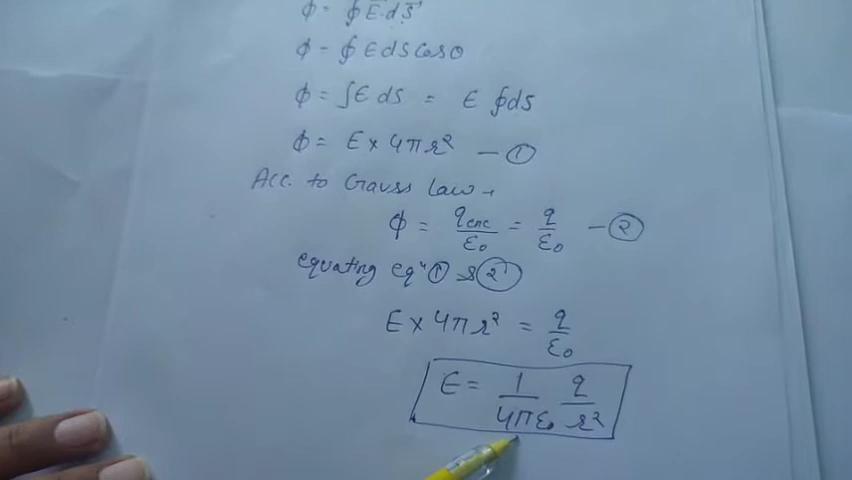 ϕ = ∮ E⃗·dS⃗
ϕ = ∮ E dS cosθ
ϕ = ∫E dS = E ∮dS
ϕ = E × 4πr² — ①
Acc. to Gauss Law →
ϕ = q_enc/ε₀ = q/ε₀ — ②
equating eqⁿ ① & ②
E × 4πr² = q/ε₀
E = 1/4πε₀ q/r²